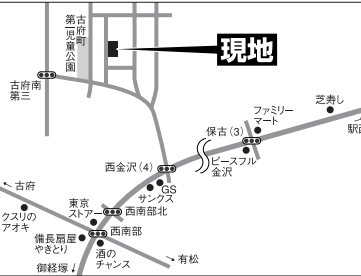 古府町
第一児童公園
現地
古府南
第三
芝寿し
ファミリー
マート
保古(3)
ピースフル
金沢
西金沢(4)
GS
サンクス
古府
東京
ストアー
西南部北
クスリの
アオキ
西南部
備長扇屋
やきとり
酒の
チャンス
有松
御経塚